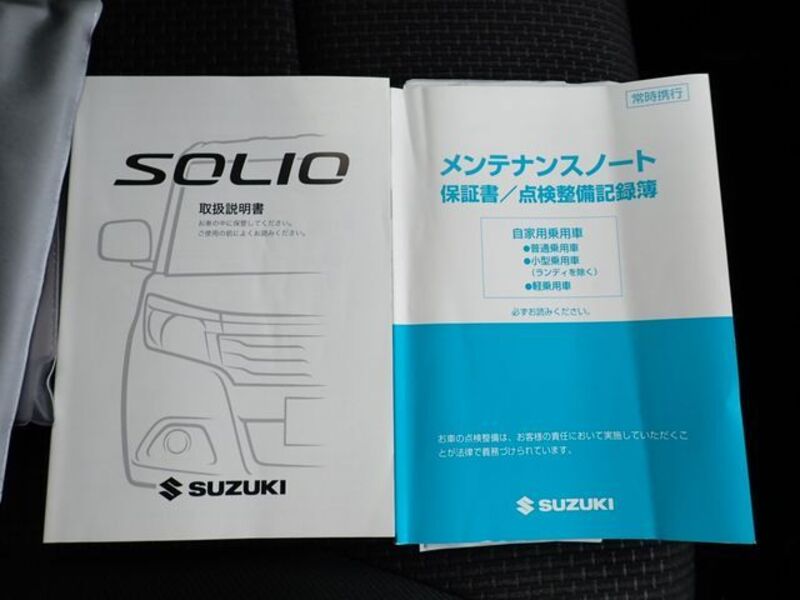 SOLIO
取扱説明書
お車の中に保管してください。
ご使用の前によくお読みください。
SUZUKI
常時携行
メンテナンスノート
保証書/点検整備記録簿
自家用乗用車
●普通乗用車
●小型乗用車
(ランディを除く)
●軽乗用車
必ずお読みください。
お車の点検整備は、お客様の責任において実施していただくこ
とが法律で義務づけられています。
SUZUKI